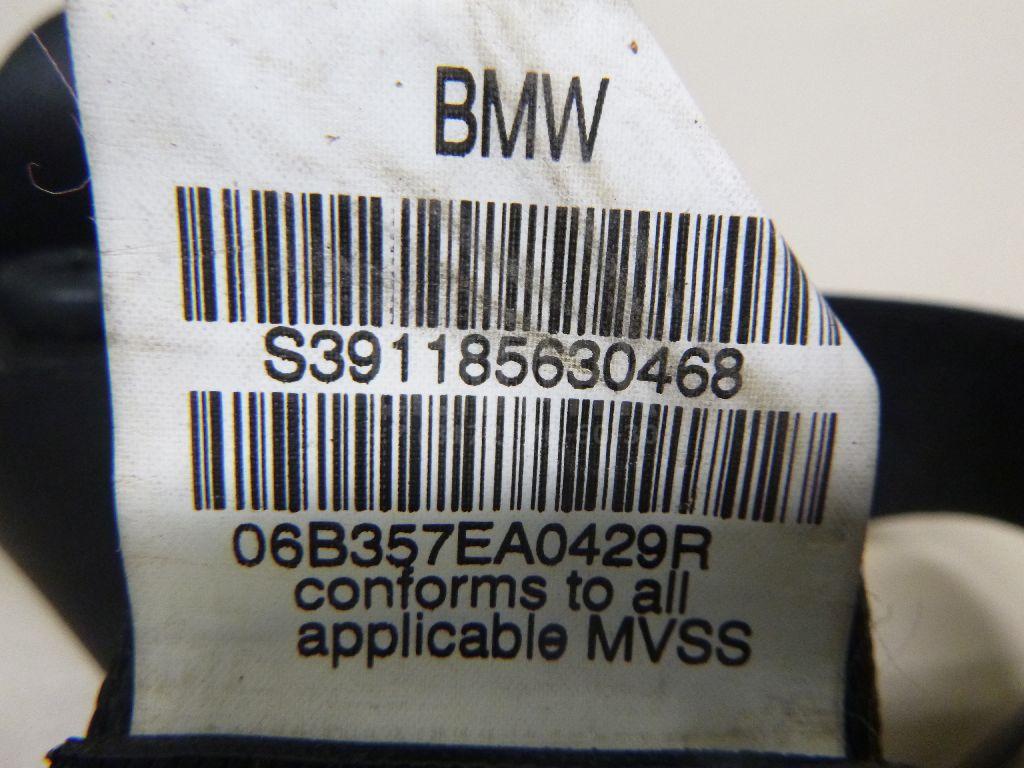 BMW
S391185630468
06B357EA0429R
conforms to all
applicable MVSS